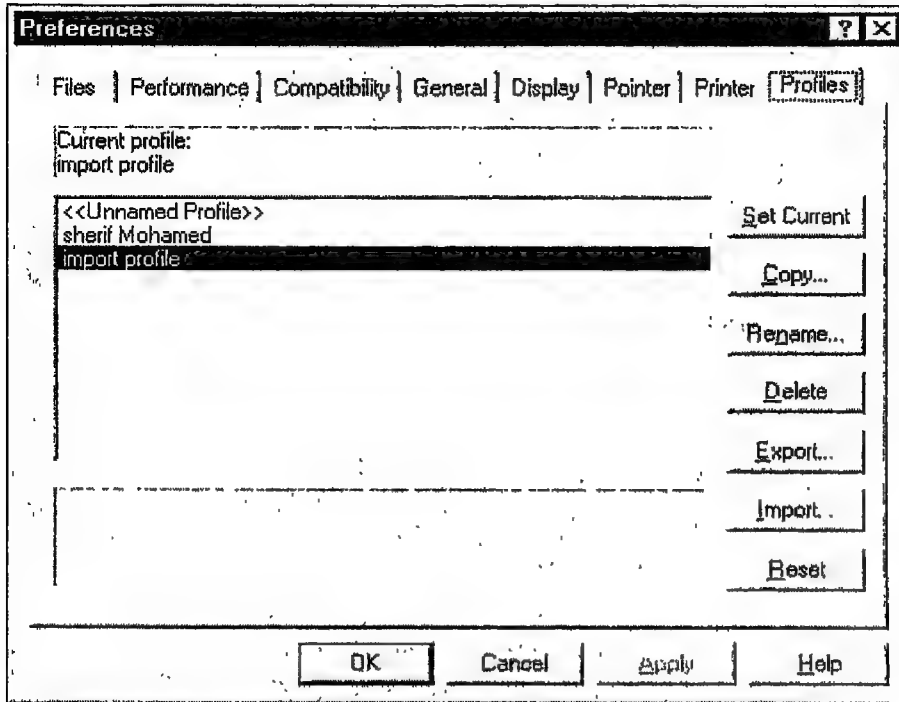 Preferences
Files Performance Compatibility General Display Pointer Printer Profiles
Current profile:
import profile
<<Unnamed Profile>>
sherif Mohamed
import profile
Set Current
Copy...
Rename...
Delete
Export...
Import. .
Reset
OK Cancel Apply Help